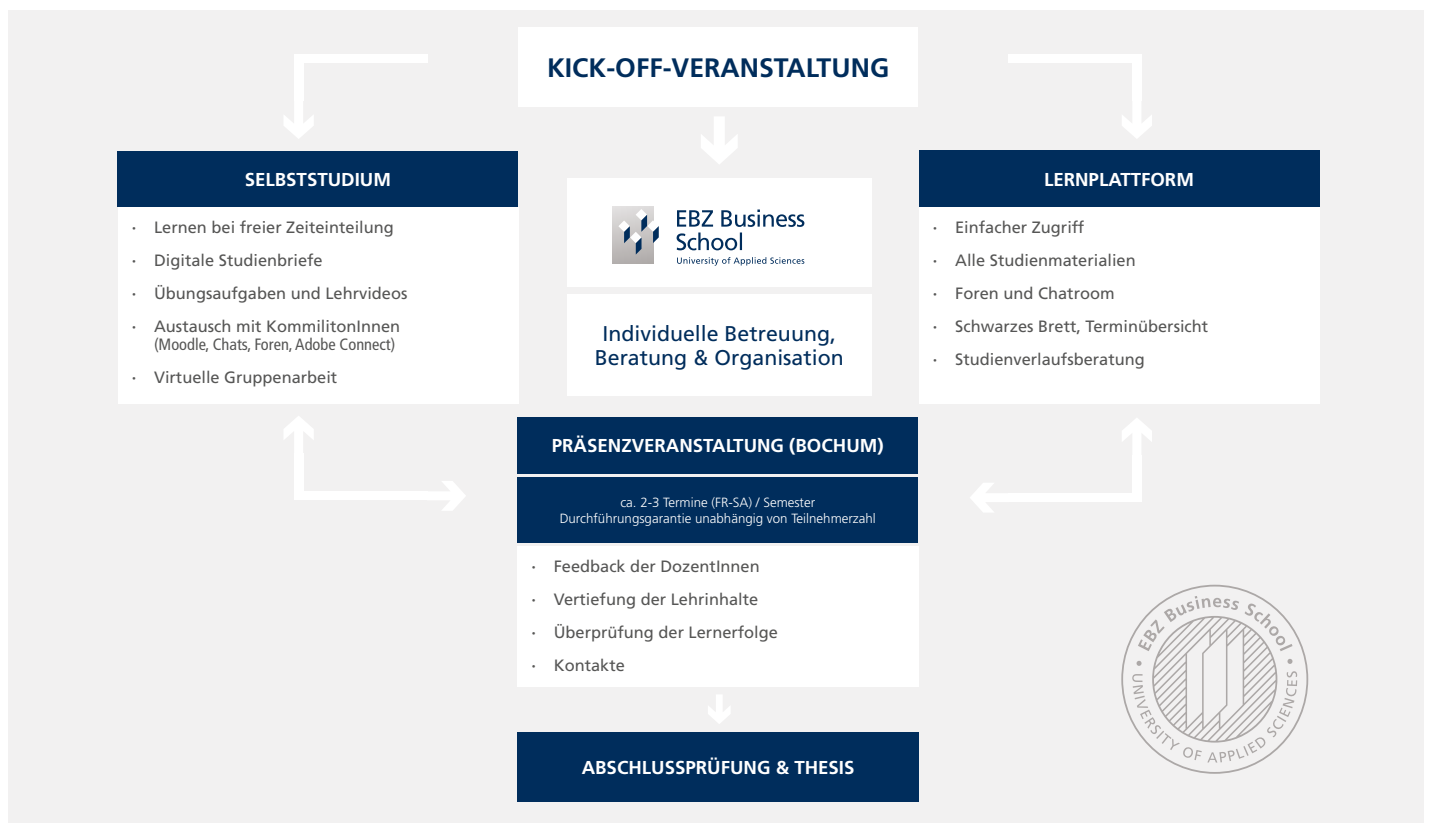 KICK-OFF-VERANSTALTUNG
SELBSTSTUDIUM
· Lernen bei freier Zeiteinteilung
· Digitale Studienbriefe
· Übungsaufgaben und Lehrvideos
· Austausch mit KommilitonInnen
(Moodle, Chats, Foren, Adobe Connect)
· Virtuelle Gruppenarbeit
EBZ Business
School
University of Applied Sciences
Individuelle Betreuung,
Beratung & Organisation
LERNPLATTFORM
· Einfacher Zugriff
· Alle Studienmaterialien
· Foren und Chatroom
· Schwarzes Brett, Terminübersicht
· Studienverlaufsberatung
PRÄSENZVERANSTALTUNG (BOCHUM)
ca. 2-3 Termine (FR-SA) / Semester
Durchführungsgarantie unabhängig von Teilnehmerzahl
· Feedback der DozentInnen
· Vertiefung der Lehrinhalte
· Überprüfung der Lernerfolge
· Kontakte
ABSCHLUSSPRÜFUNG & THESIS
• EBZ Business School •
UNIVERSITY OF APPLIED SCIENCES